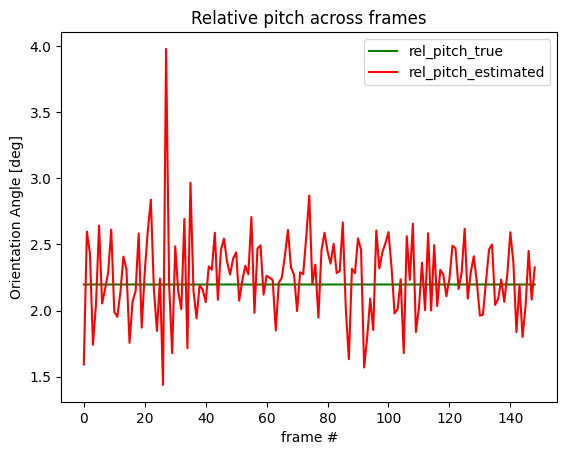 Relative pitch across frames
rel_pitch_true
rel_pitch_estimated
Orientation Angle [deg]
4.0
3.5
3.0
2.5
2.0
1.5
0 20 40 60 80 100 120 140
frame #